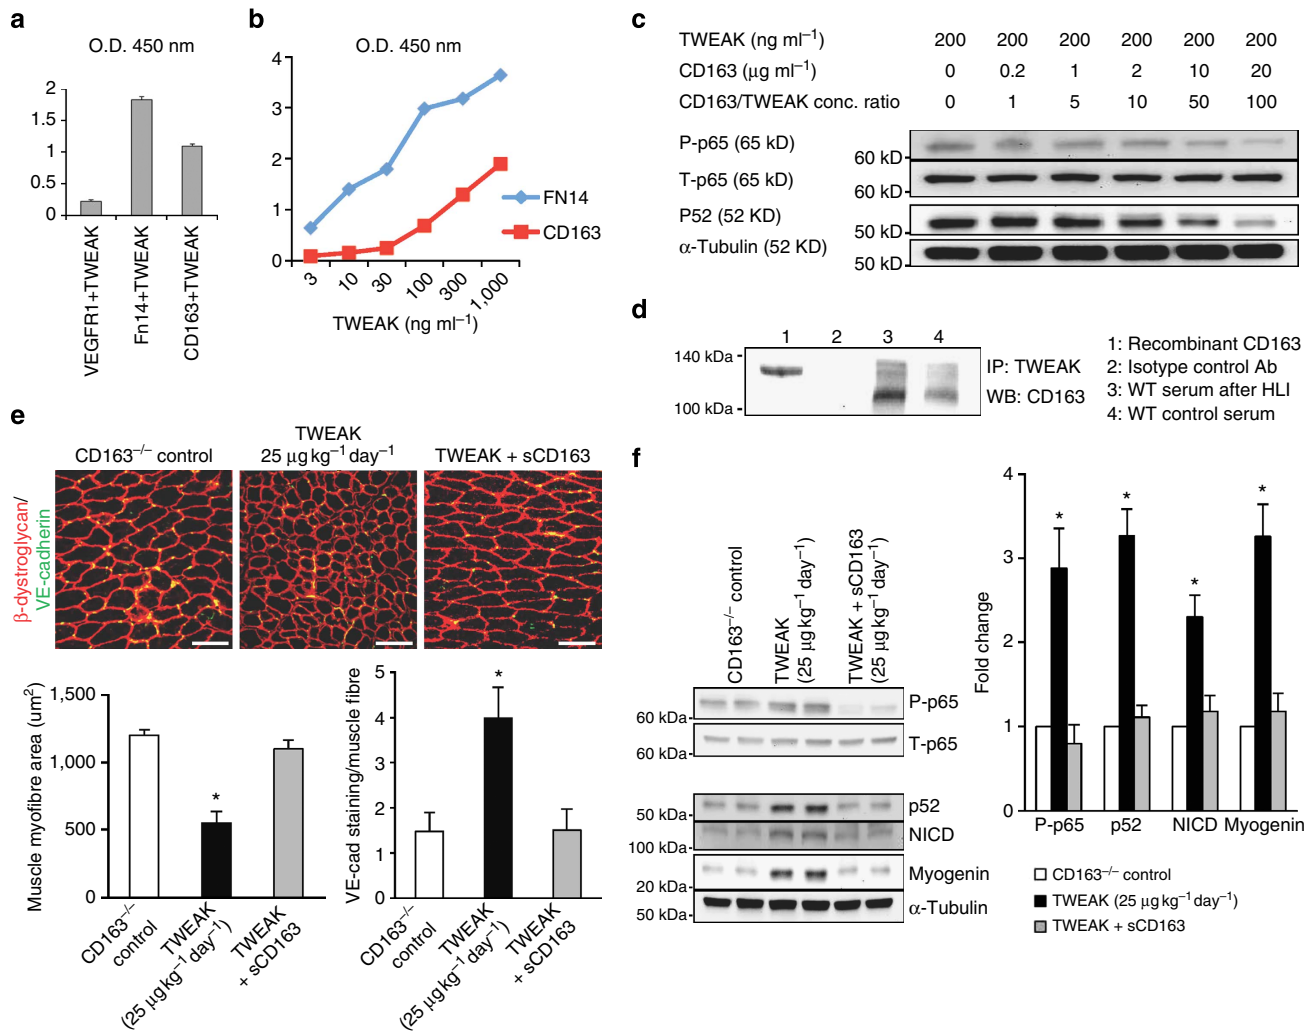 a
O.D. 450 nm
2
1.5
1
0.5
0
VEGFR1+TWEAK
Fn14+TWEAK
CD163+TWEAK
b
O.D. 450 nm
4
3
2
1
0
FN14
CD163
3
10
30
100
300
1,000
TWEAK (ng ml⁻¹)
c
TWEAK (ng ml⁻¹) 200 200 200 200 200 200
CD163 (μg ml⁻¹) 0 0.2 1 2 10 20
CD163/TWEAK conc. ratio 0 1 5 10 50 100
P-p65 (65 kD)
60 kD
T-p65 (65 kD)
60 kD
P52 (52 KD)
50 kD
α-Tubulin (52 KD)
50 kD
d
1 2 3 4
140 kDa
100 kDa
IP: TWEAK
WB: CD163
1: Recombinant CD163
2: Isotype control Ab
3: WT serum after HLI
4: WT control serum
e
CD163⁻/⁻ control
TWEAK
25 μg kg⁻¹ day⁻¹
TWEAK + sCD163
β-dystroglycan/
VE-cadherin
Muscle myofibre area (um²)
1,500
1,000
500
0
*
CD163⁻/⁻
control
TWEAK
(25 μg kg⁻¹ day⁻¹)
TWEAK
+ sCD163
VE-cad staining/muscle fibre
5
4
3
2
1
0
*
CD163⁻/⁻
control
TWEAK
(25 μg kg⁻¹ day⁻¹)
TWEAK
+ sCD163
f
CD163⁻/⁻ control
TWEAK
(25 μg kg⁻¹ day⁻¹)
TWEAK + sCD163
(25 μg kg⁻¹ day⁻¹)
P-p65
60 kDa
T-p65
60 kDa
p52
50 kDa
NICD
100 kDa
Myogenin
20 kDa
α-Tubulin
50 kDa
Fold change
4
3
2
1
0
* * * *
P-p65 p52 NICD Myogenin
CD163⁻/⁻ control
TWEAK (25 μg kg⁻¹ day⁻¹)
TWEAK + sCD163